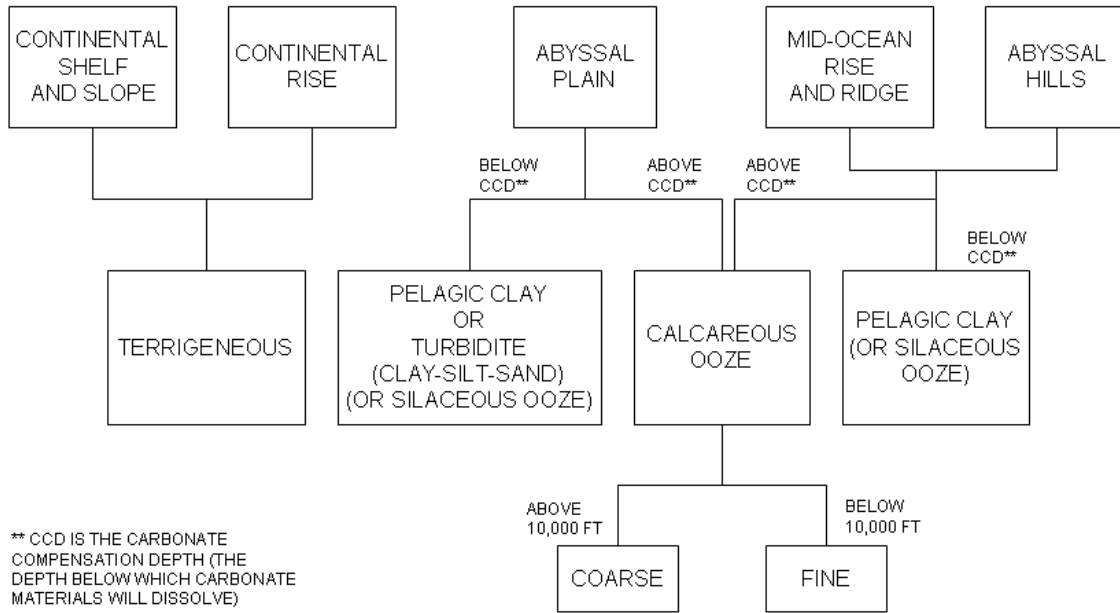 CONTINENTAL
SHELF
AND SLOPE
CONTINENTAL
RISE
ABYSSAL
PLAIN
MID-OCEAN
RISE
AND RIDGE
ABYSSAL
HILLS
BELOW
CCD**
ABOVE
CCD**
ABOVE
CCD**
BELOW
CCD**
TERRIGENEOUS
PELAGIC CLAY
OR
TURBIDITE
(CLAY-SILT-SAND)
(OR SILACEOUS OOZE)
CALCAREOUS
OOZE
PELAGIC CLAY
(OR SILACEOUS
OOZE)
ABOVE
10,000 FT
BELOW
10,000 FT
COARSE
FINE
** CCD IS THE CARBONATE
COMPENSATION DEPTH (THE
DEPTH BELOW WHICH CARBONATE
MATERIALS WILL DISSOLVE)